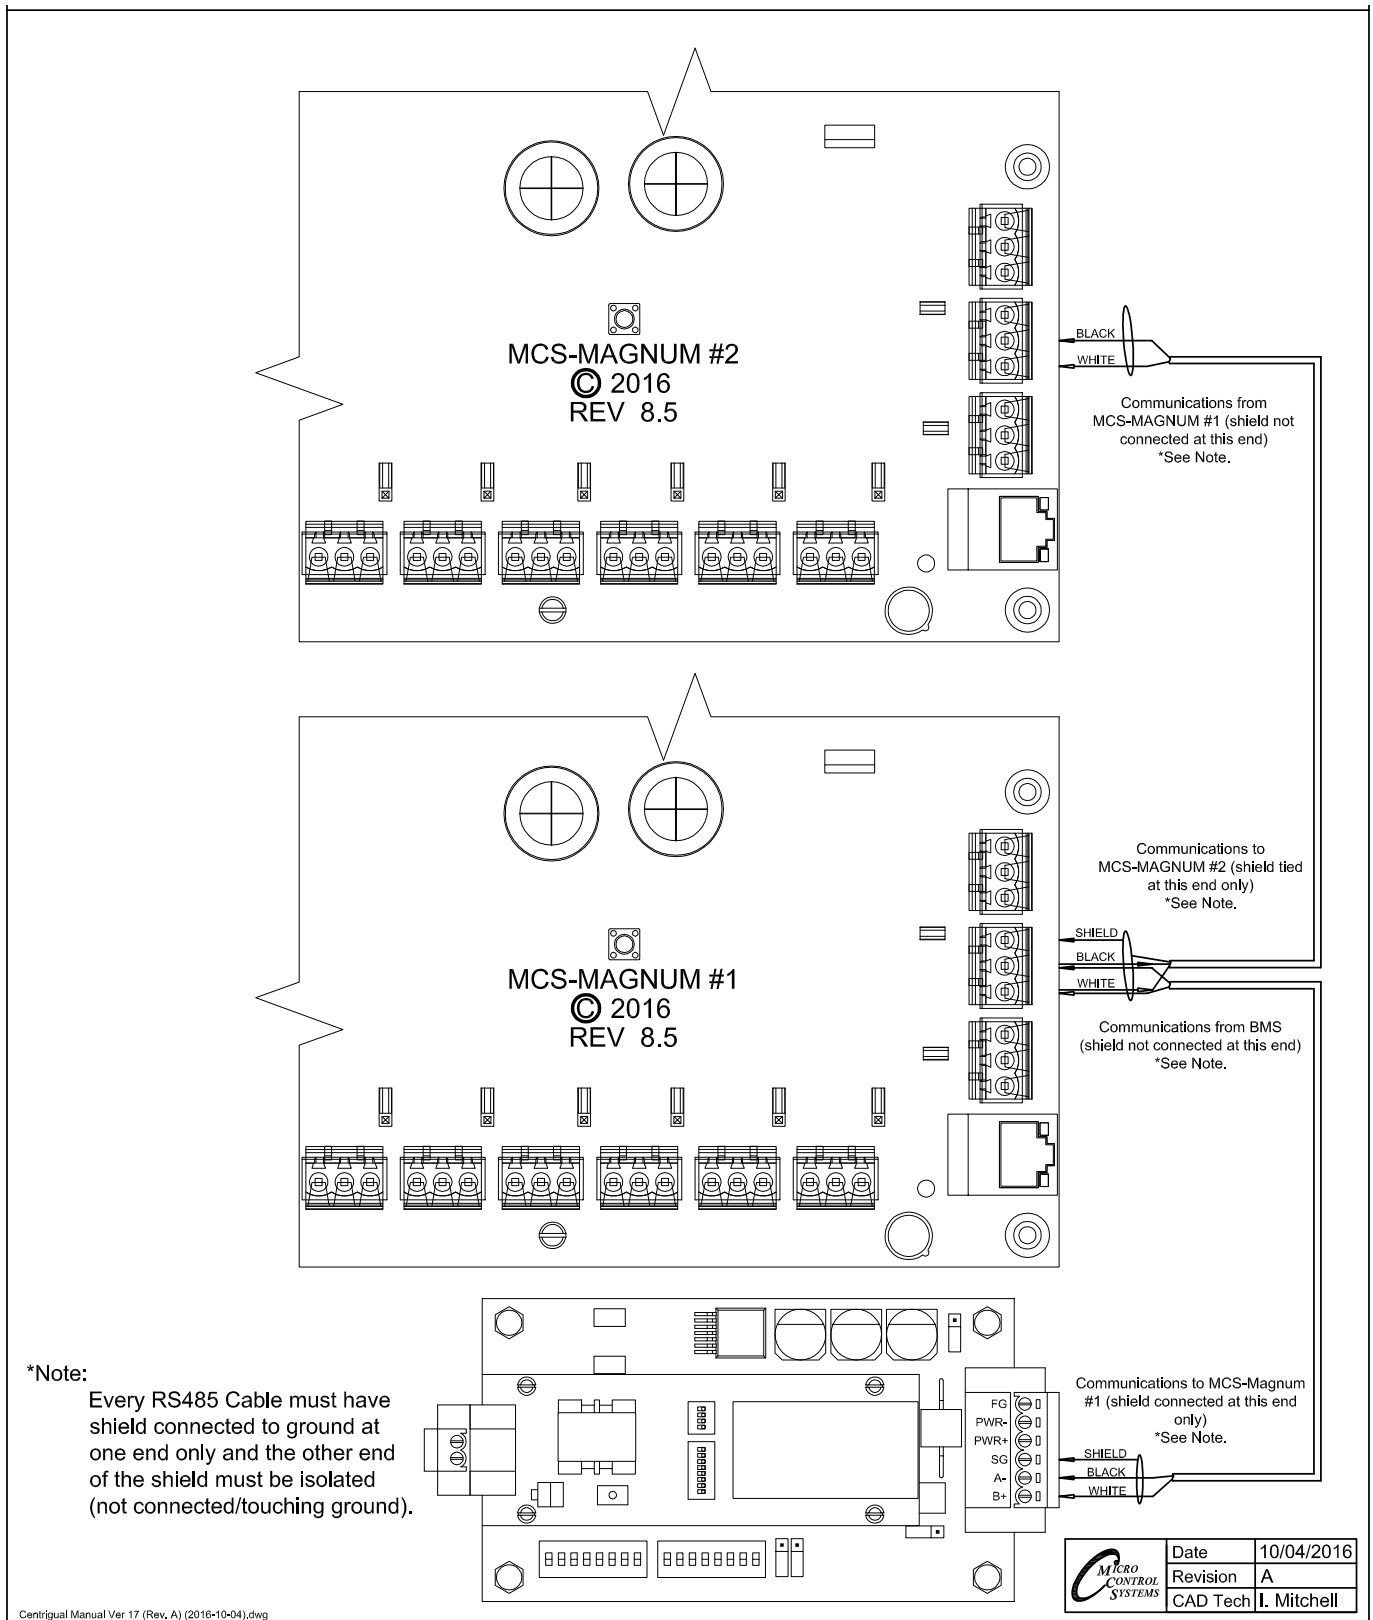 MCS-MAGNUM #2
© 2016
REV 8.5
BLACK
WHITE
Communications from
MCS-MAGNUM #1 (shield not
connected at this end)
*See Note.
MCS-MAGNUM #1
© 2016
REV 8.5
Communications to
MCS-MAGNUM #2 (shield tied
at this end only)
*See Note.
SHIELD
BLACK
WHITE
Communications from BMS
(shield not connected at this end)
*See Note.
*Note:
Every RS485 Cable must have
shield connected to ground at
one end only and the other end
of the shield must be isolated
(not connected/touching ground).
FG
PWR-
PWR+
SG
A-
B+
Communications to MCS-Magnum
#1 (shield connected at this end
only)
*See Note.
SHIELD
BLACK
WHITE
MICRO
CONTROL
SYSTEMS
Date 10/04/2016
Revision A
CAD Tech I. Mitchell
Centrigual Manual Ver 17 (Rev. A) (2016-10-04).dwg